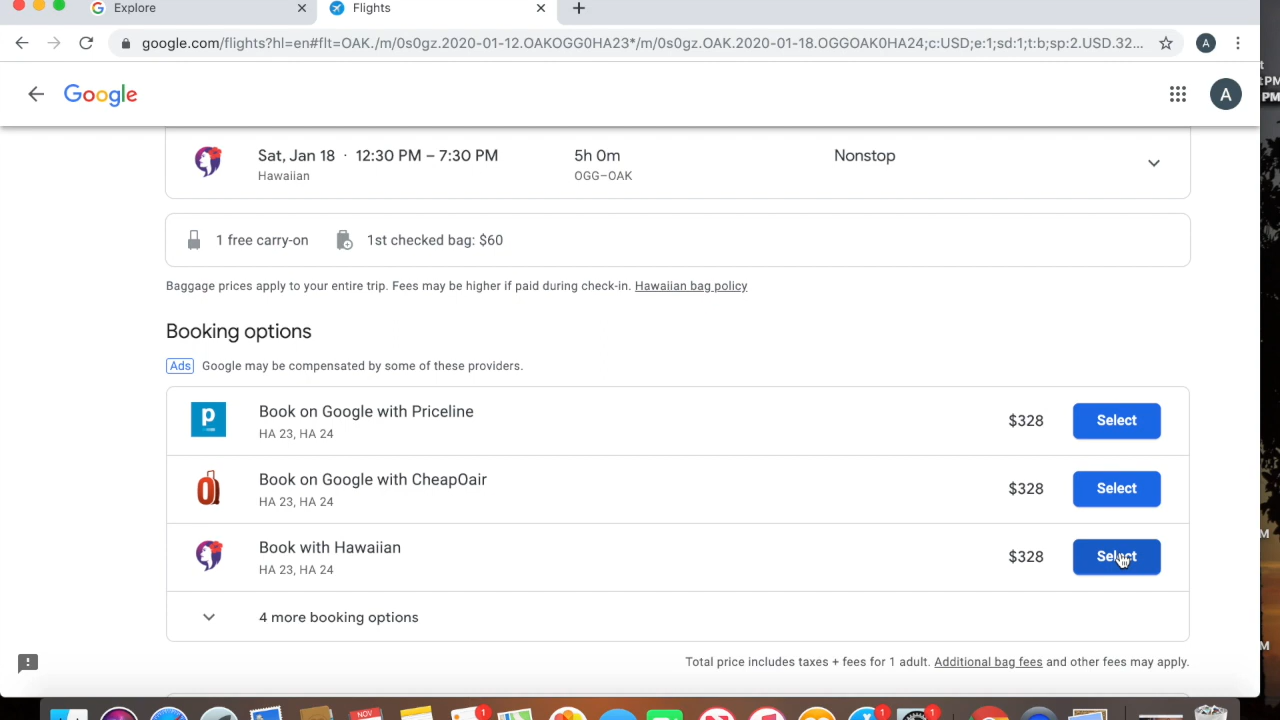 Explore
Flights
google.com/flights?hl=en#flt=OAK./m/0s0gz.2020-01-12.OAKOGG0HA23*/m/0s0gz.OAK.2020-01-18.OGGOAK0HA24;c:USD;e:1;sd:1;t:b;sp:2.USD.32...
A
Google
A
Sat, Jan 18 · 12:30 PM – 7:30 PM
5h 0m
Nonstop
Hawaiian
OGG–OAK
1 free carry-on
1st checked bag: $60
Baggage prices apply to your entire trip. Fees may be higher if paid during check-in. Hawaiian bag policy
Booking options
Ads Google may be compensated by some of these providers.
Book on Google with Priceline
HA 23, HA 24
$328
Select
Book on Google with CheapOair
HA 23, HA 24
$328
Select
Book with Hawaiian
HA 23, HA 24
$328
Select
4 more booking options
Total price includes taxes + fees for 1 adult. Additional bag fees and other fees may apply.
NOV
1
1
1
PM